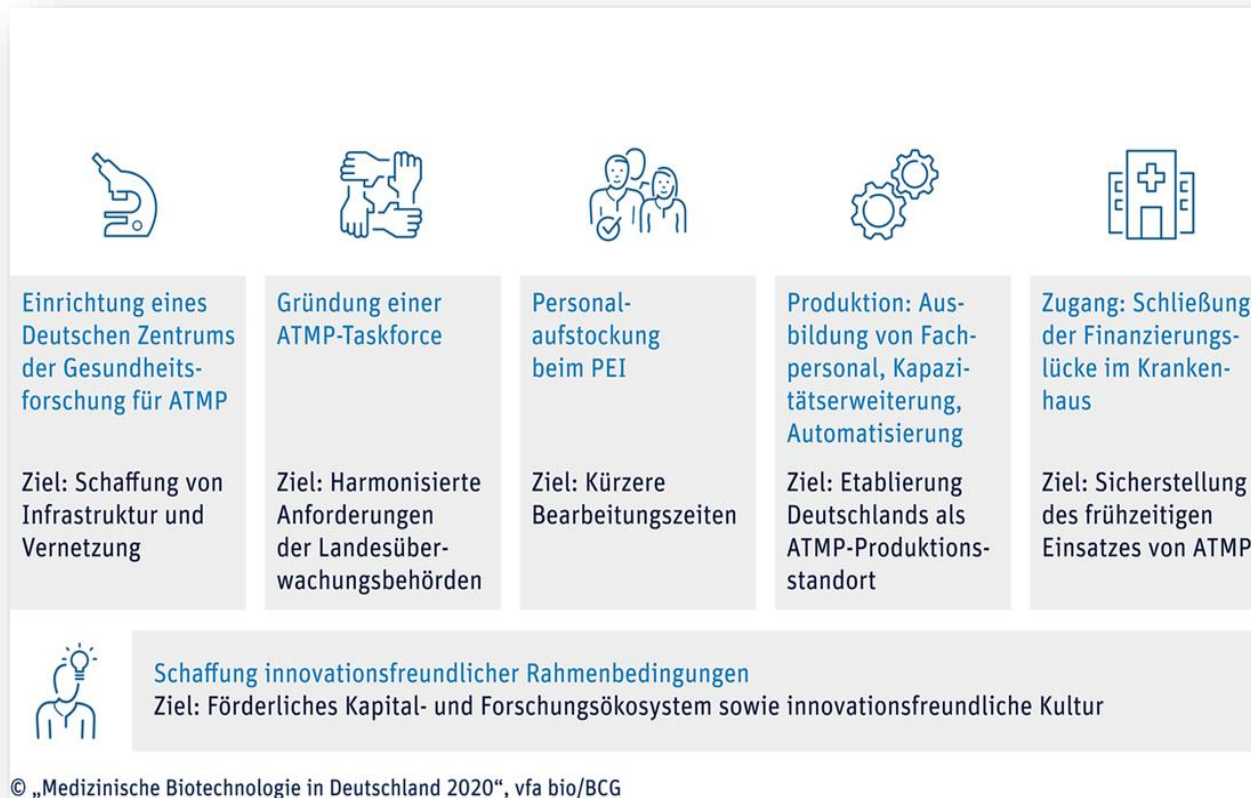 Einrichtung eines
Deutschen Zentrums
der Gesundheits-
forschung für ATMP
Ziel: Schaffung von
Infrastruktur und
Vernetzung
Gründung einer
ATMP-Taskforce
Ziel: Harmonisierte
Anforderungen
der Landesüber-
wachungsbehörden
Personal-
aufstockung
beim PEI
Ziel: Kürzere
Bearbeitungszeiten
Produktion: Aus-
bildung von Fach-
personal, Kapazi-
tätserweiterung,
Automatisierung
Ziel: Etablierung
Deutschlands als
ATMP-Produktions-
standort
Zugang: Schließung
der Finanzierungs-
lücke im Kranken-
haus
Ziel: Sicherstellung
des frühzeitigen
Einsatzes von ATMP
Schaffung innovationsfreundlicher Rahmenbedingungen
Ziel: Förderliches Kapital- und Forschungsökosystem sowie innovationsfreundliche Kultur
© „Medizinische Biotechnologie in Deutschland 2020“, vfa bio/BCG